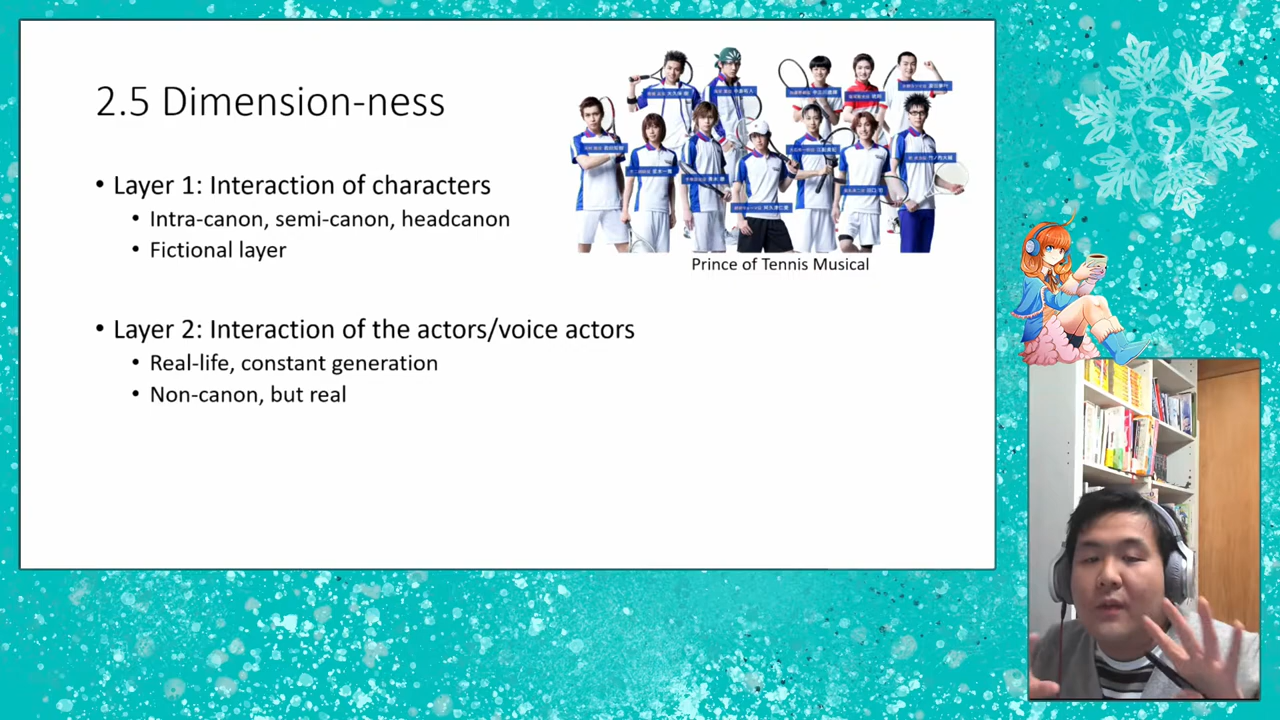 2.5 Dimension-ness
• Layer 1: Interaction of characters
• Intra-canon, semi-canon, headcanon
• Fictional layer
Prince of Tennis Musical
• Layer 2: Interaction of the actors/voice actors
• Real-life, constant generation
• Non-canon, but real